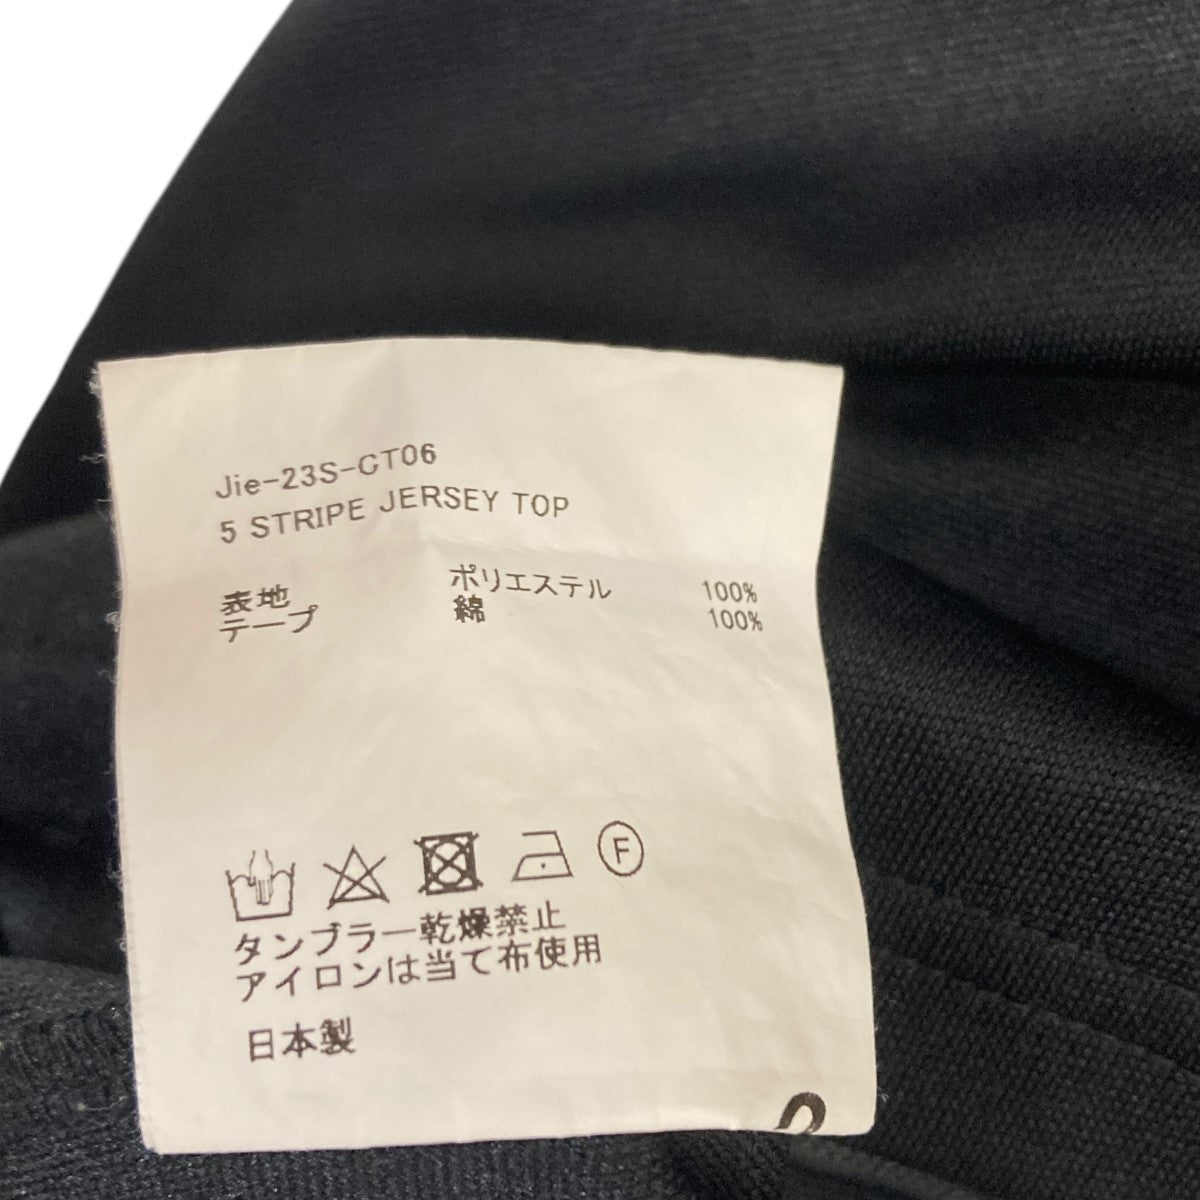 Jie-23S-CT06
5 STRIPE JERSEY TOP
表地 ポリエステル 100%
テープ 綿 100%
F
タンブラー乾燥禁止
アイロンは当て布使用
日本製